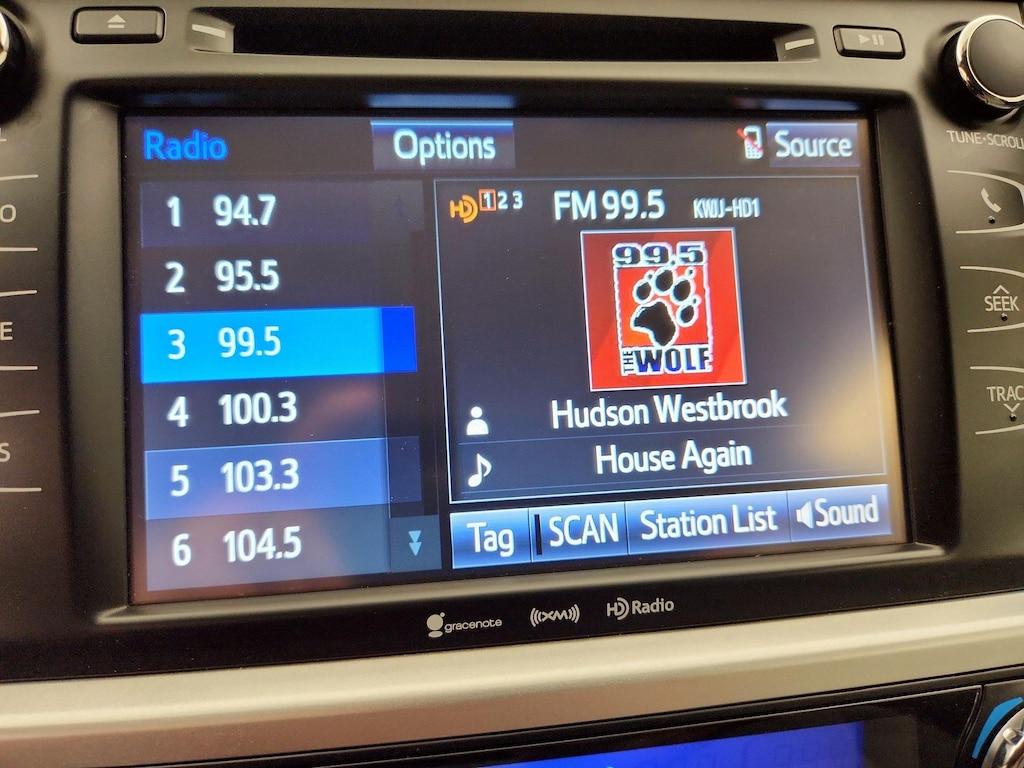 TUNE•SCROLL
Radio
Options
Source
1 94.7
2 95.5
3 99.5
4 100.3
5 103.3
6 104.5
HD 1 2 3 FM 99.5 KWJJ-HD1
99.5
THE WOLF
Hudson Westbrook
House Again
Tag
SCAN
Station List
Sound
SEEK
TRAC
O
E
S
gracenote
((XM))
HD Radio